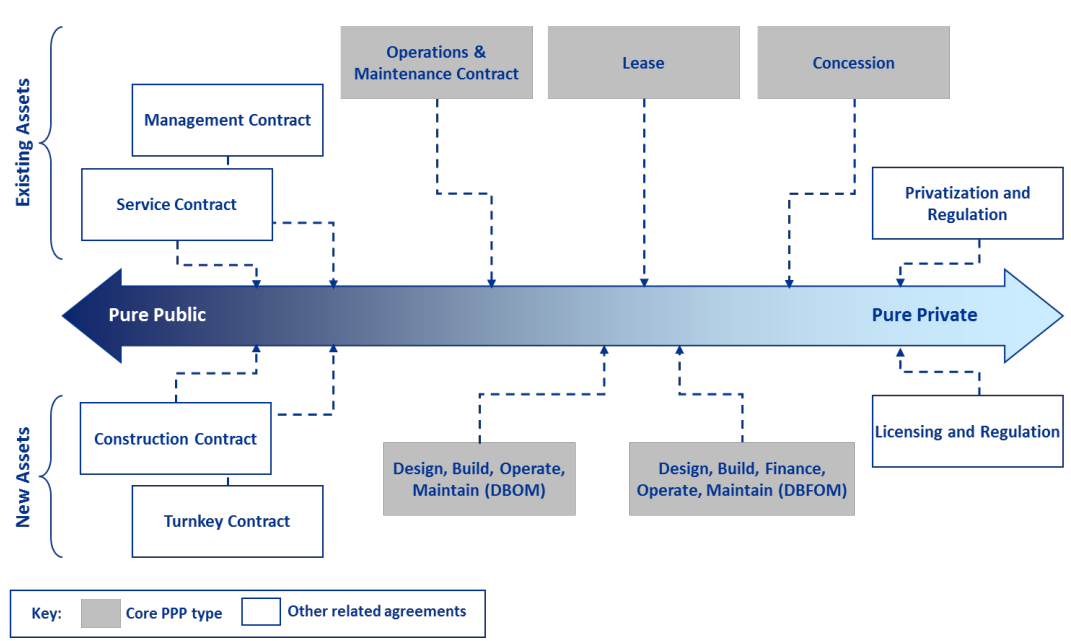 Existing Assets
Operations &
Maintenance Contract
Lease
Concession
Management Contract
Service Contract
Privatization and
Regulation
Pure Public
Pure Private
New Assets
Construction Contract
Turnkey Contract
Design, Build, Operate,
Maintain (DBOM)
Design, Build, Finance,
Operate, Maintain (DBFOM)
Licensing and Regulation
Key:
Core PPP type
Other related agreements